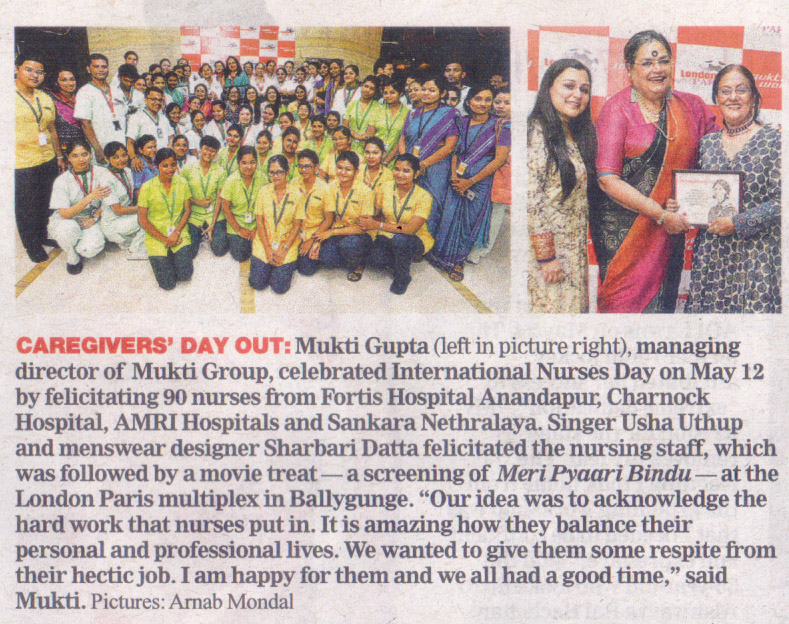 London
PARIS
mukti
CAREGIVERS’ DAY OUT: Mukti Gupta (left in picture right), managing
director of Mukti Group, celebrated International Nurses Day on May 12
by felicitating 90 nurses from Fortis Hospital Anandapur, Charnock
Hospital, AMRI Hospitals and Sankara Nethralaya. Singer Usha Uthup
and menswear designer Sharbari Datta felicitated the nursing staff, which
was followed by a movie treat — a screening of Meri Pyaari Bindu — at the
London Paris multiplex in Ballygunge. “Our idea was to acknowledge the
hard work that nurses put in. It is amazing how they balance their
personal and professional lives. We wanted to give them some respite from
their hectic job. I am happy for them and we all had a good time,” said
Mukti. Pictures: Arnab Mondal